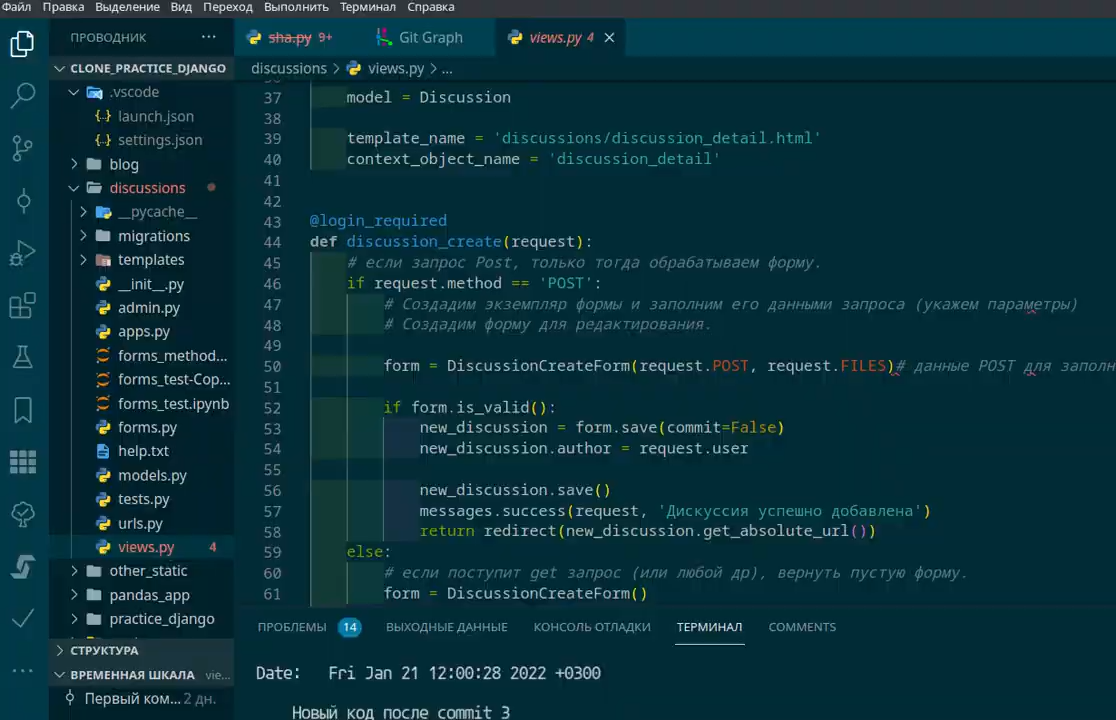 Файл Правка Выделение Вид Переход Выполнить Терминал Справка
ПРОВОДНИК ...
sha.py 9+ Git Graph views.py 4
CLONE_PRACTICE_DJANGO
discussions > views.py > ...
.vscode
launch.json
settings.json
blog
discussions
__pycache__
migrations
templates
__init__.py
admin.py
apps.py
forms_method...
forms_test-Cop...
forms_test.ipynb
forms.py
help.txt
models.py
tests.py
urls.py
views.py 4
other_static
pandas_app
practice_django
СТРУКТУРА
ВРЕМЕННАЯ ШКАЛА vie...
Первый ком... 2 дн.
37 model = Discussion
38
39 template_name = 'discussions/discussion_detail.html'
40 context_object_name = 'discussion_detail'
41
42
43 @login_required
44 def discussion_create(request):
45 # если запрос Post, только тогда обрабатываем форму.
46 if request.method == 'POST':
47 # Создадим экземпляр формы и заполним его данными запроса (укажем параметры)
48 # Создадим форму для редактирования.
49
50 form = DiscussionCreateForm(request.POST, request.FILES)# данные POST для заполн
51
52 if form.is_valid():
53 new_discussion = form.save(commit=False)
54 new_discussion.author = request.user
55
56 new_discussion.save()
57 messages.success(request, 'Дискуссия успешно добавлена')
58 return redirect(new_discussion.get_absolute_url())
59 else:
60 # если поступит get запрос (или любой др), вернуть пустую форму.
61 form = DiscussionCreateForm()
ПРОБЛЕМЫ 14 ВЫХОДНЫЕ ДАННЫЕ КОНСОЛЬ ОТЛАДКИ ТЕРМИНАЛ COMMENTS
Date: Fri Jan 21 12:00:28 2022 +0300
Новый код после commit 3